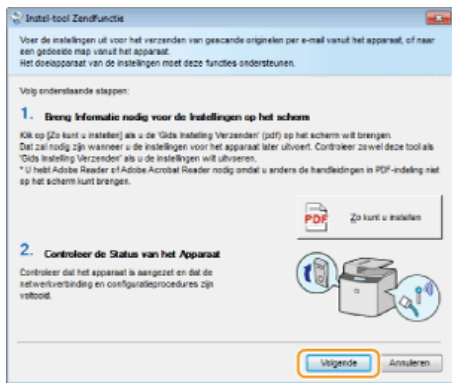 Instel-tool Zendfunctie
Voer de instellingen uit voor het verzenden van gescande originelen per e-mail vanuit het apparaat, of naar
een gedeelde map vanuit het apparaat.
Het doelapparaat van de instellingen moet deze functies ondersteunen.
Volg onderstaande stappen:
1. Breng Informatie nodig voor de Instellingen op het scherm
Klik op [Zo kunt u instellen] als u de 'Gids Instelling Verzenden' (pdf) op het scherm wilt brengen.
Dat zal nodig zijn wanneer u de instellingen voor het apparaat later uitvoert. Controleer zowel deze tool als
'Gids Instelling Verzenden' als u de instellingen wilt uitvoeren.
* U hebt Adobe Reader of Adobe Acrobat Reader nodig omdat u anders de handleidingen in PDF-indeling niet
op het scherm kunt brengen.
PDF
Zo kunt u instellen
2. Controleer de Status van het Apparaat
Controleer dat het apparaat is aangezet en dat de
netwerkverbinding en configuratieprocedures zijn
voltooid.
Volgende
Annuleren